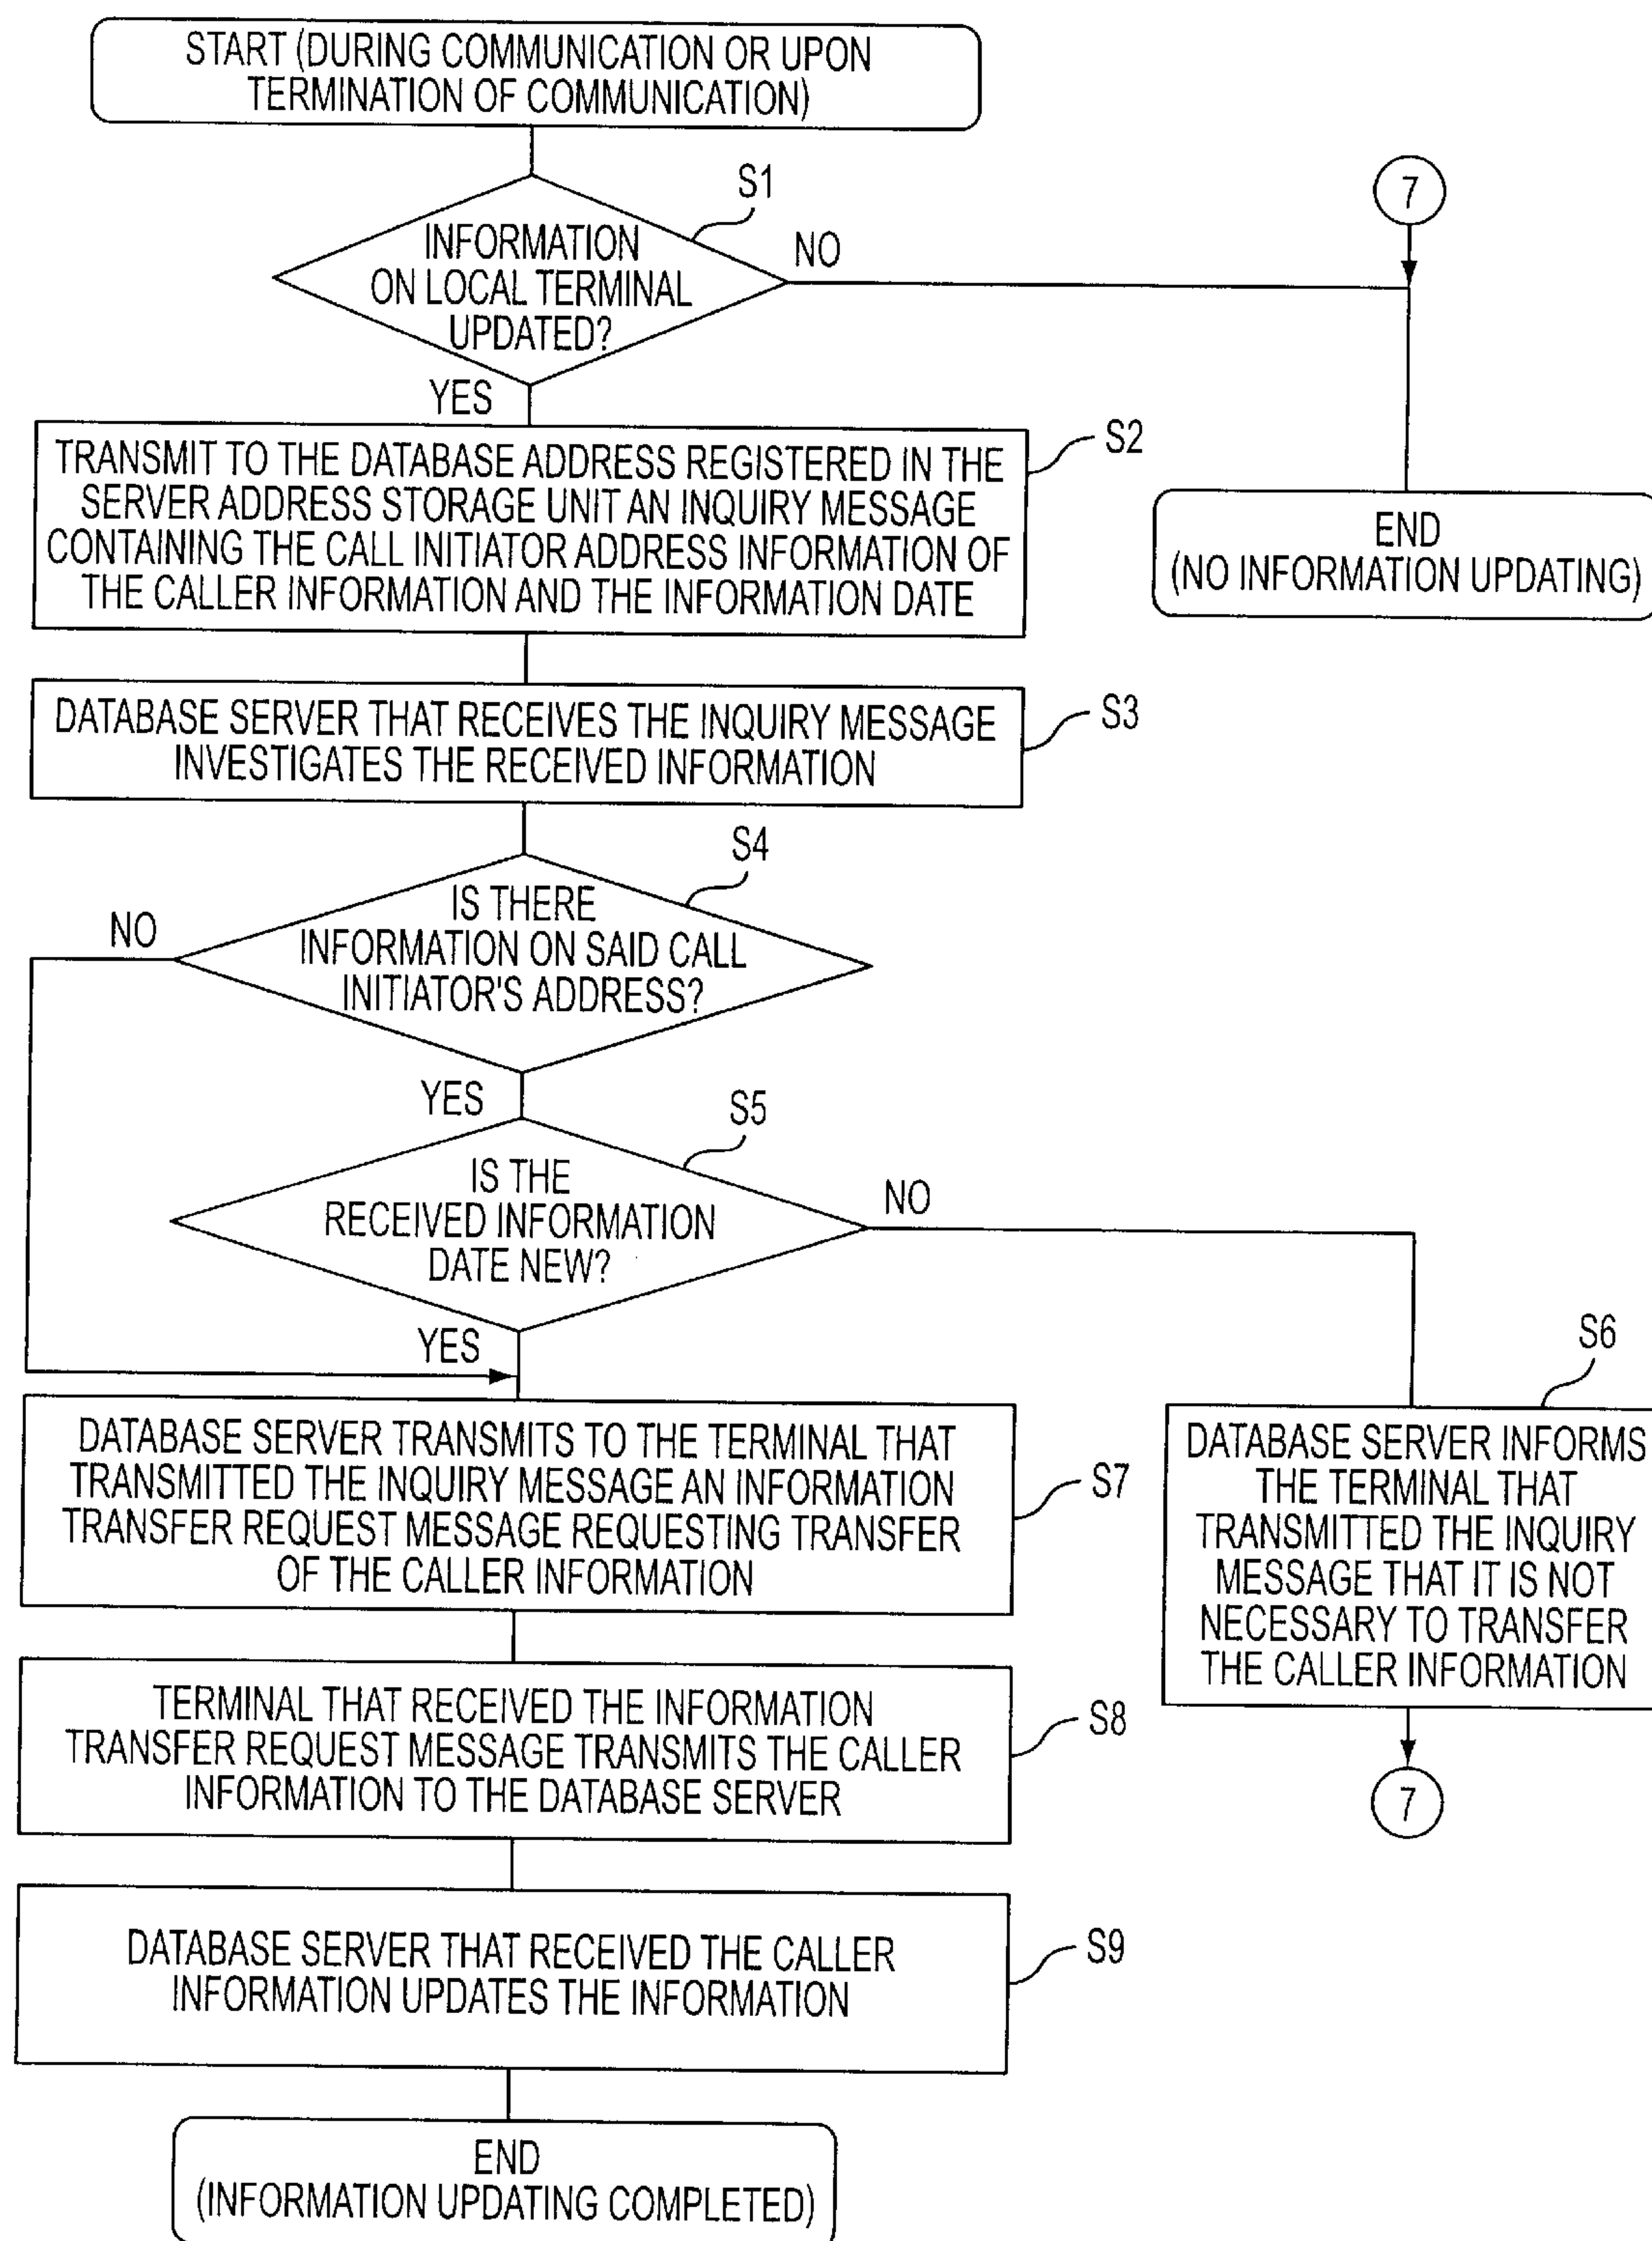 START (DURING COMMUNICATION OR UPON
TERMINATION OF COMMUNICATION)
S1
7
INFORMATION
ON LOCAL TERMINAL
UPDATED?
NO
YES
S2
TRANSMIT TO THE DATABASE ADDRESS REGISTERED IN THE
SERVER ADDRESS STORAGE UNIT AN INQUIRY MESSAGE
CONTAINING THE CALL INITIATOR ADDRESS INFORMATION OF
THE CALLER INFORMATION AND THE INFORMATION DATE
END
(NO INFORMATION UPDATING)
S3
DATABASE SERVER THAT RECEIVES THE INQUIRY MESSAGE
INVESTIGATES THE RECEIVED INFORMATION
S4
IS THERE
INFORMATION ON SAID CALL
INITIATOR'S ADDRESS?
NO
YES
S5
IS THE
RECEIVED INFORMATION
DATE NEW?
NO
YES
S6
DATABASE SERVER INFORMS
THE TERMINAL THAT
TRANSMITTED THE INQUIRY
MESSAGE THAT IT IS NOT
NECESSARY TO TRANSFER
THE CALLER INFORMATION
7
DATABASE SERVER TRANSMITS TO THE TERMINAL THAT
TRANSMITTED THE INQUIRY MESSAGE AN INFORMATION
TRANSFER REQUEST MESSAGE REQUESTING TRANSFER
OF THE CALLER INFORMATION
S7
TERMINAL THAT RECEIVED THE INFORMATION
TRANSFER REQUEST MESSAGE TRANSMITS THE CALLER
INFORMATION TO THE DATABASE SERVER
S8
DATABASE SERVER THAT RECEIVED THE CALLER
INFORMATION UPDATES THE INFORMATION
S9
END
(INFORMATION UPDATING COMPLETED)